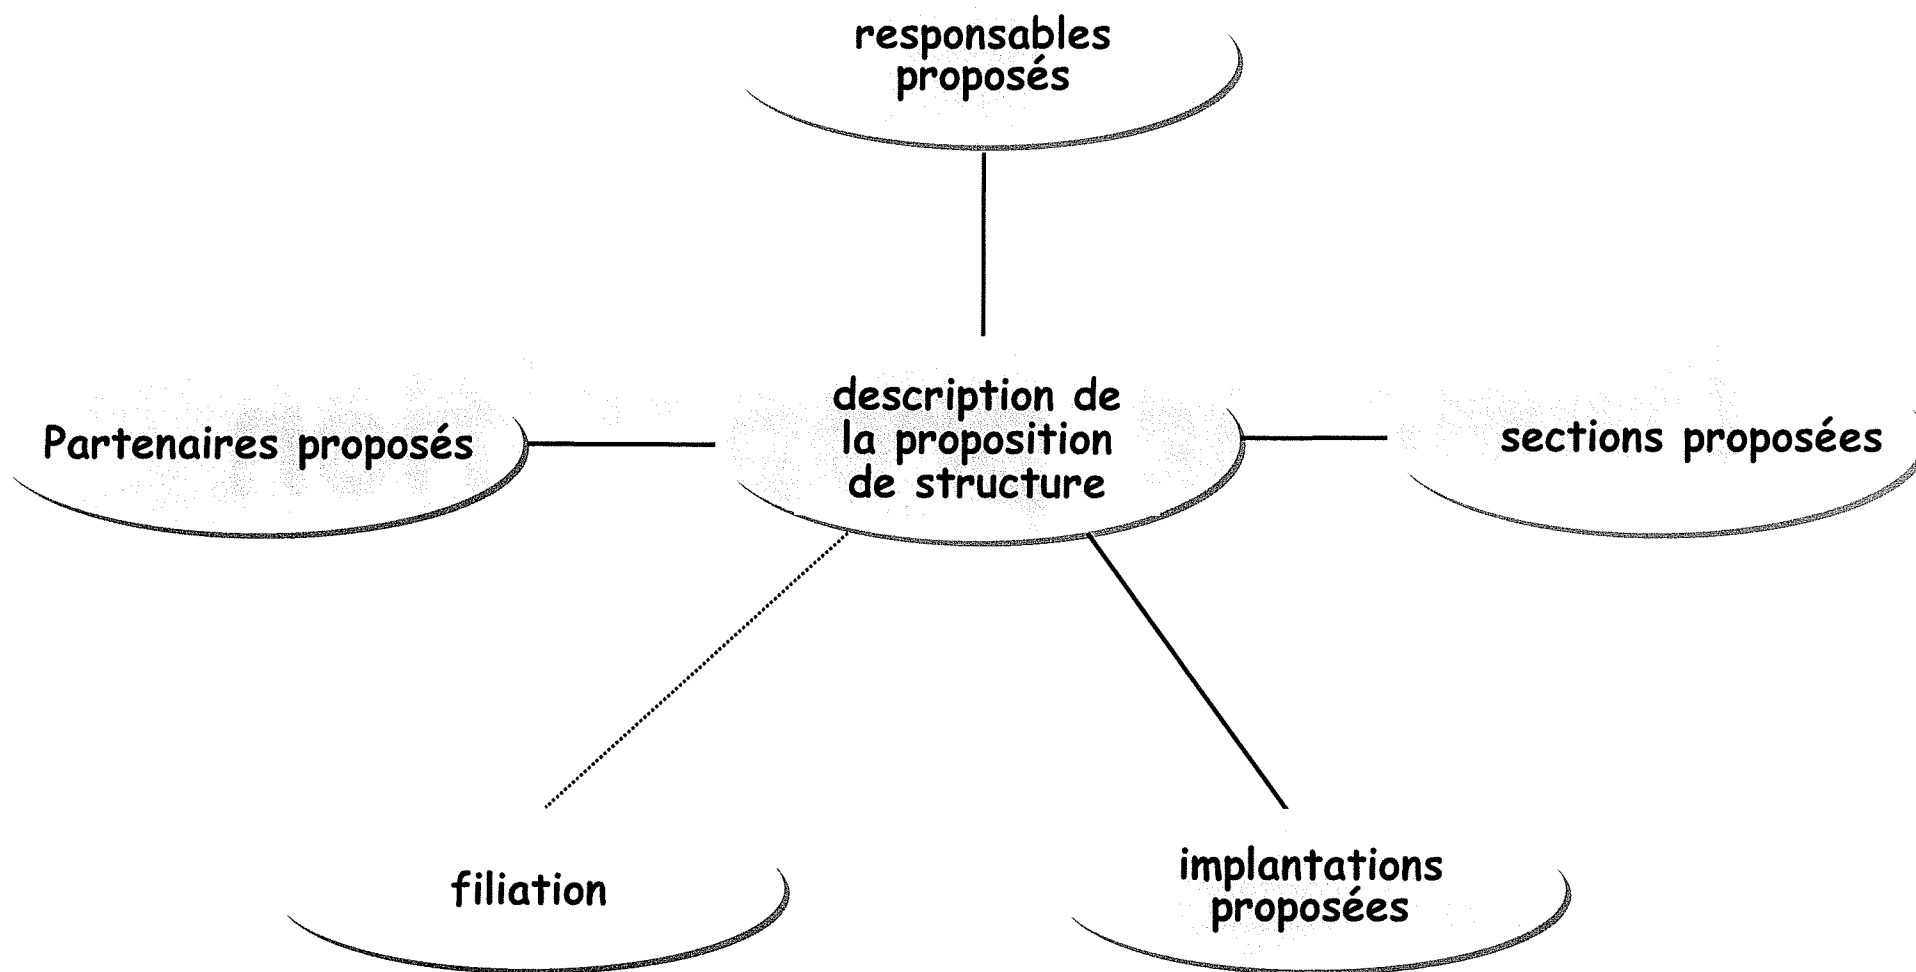 responsables
proposés
Partenaires proposés
description de
la proposition
de structure
sections proposées
filiation
implantations
proposées